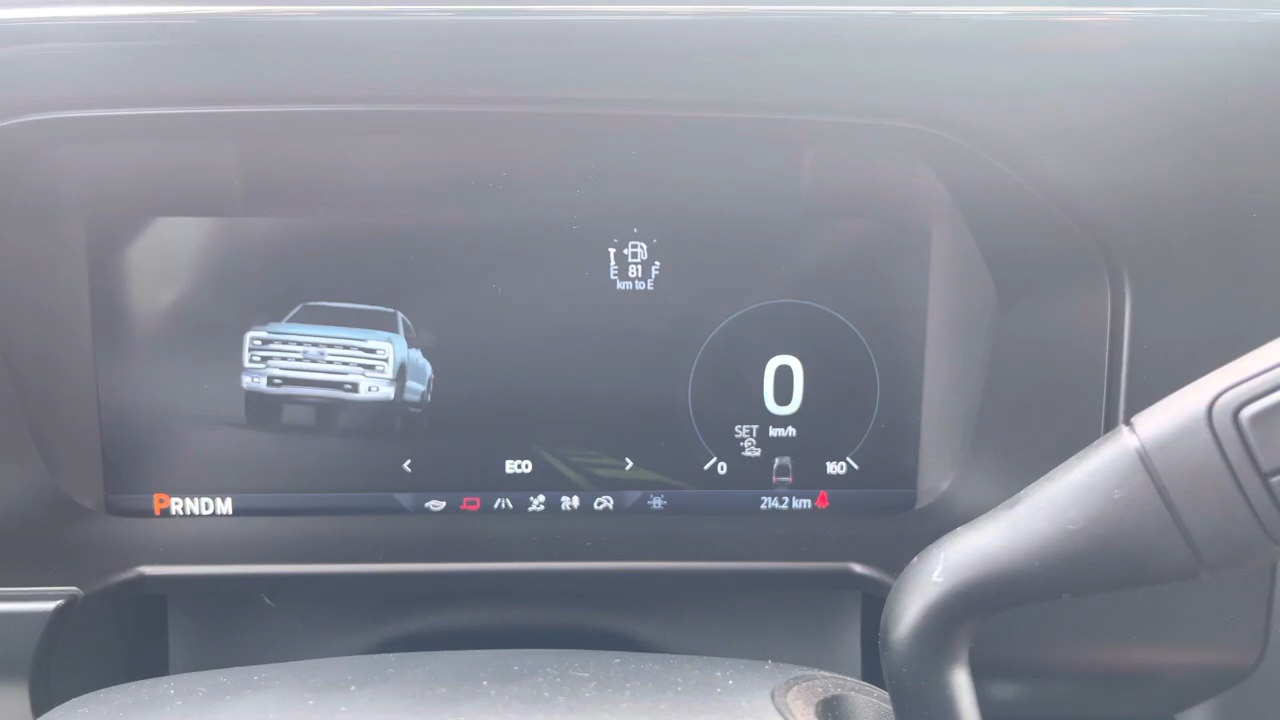 E 81 F
km to E
0
SET km/h
0 160
< ECO >
PRNDM
214.2 km